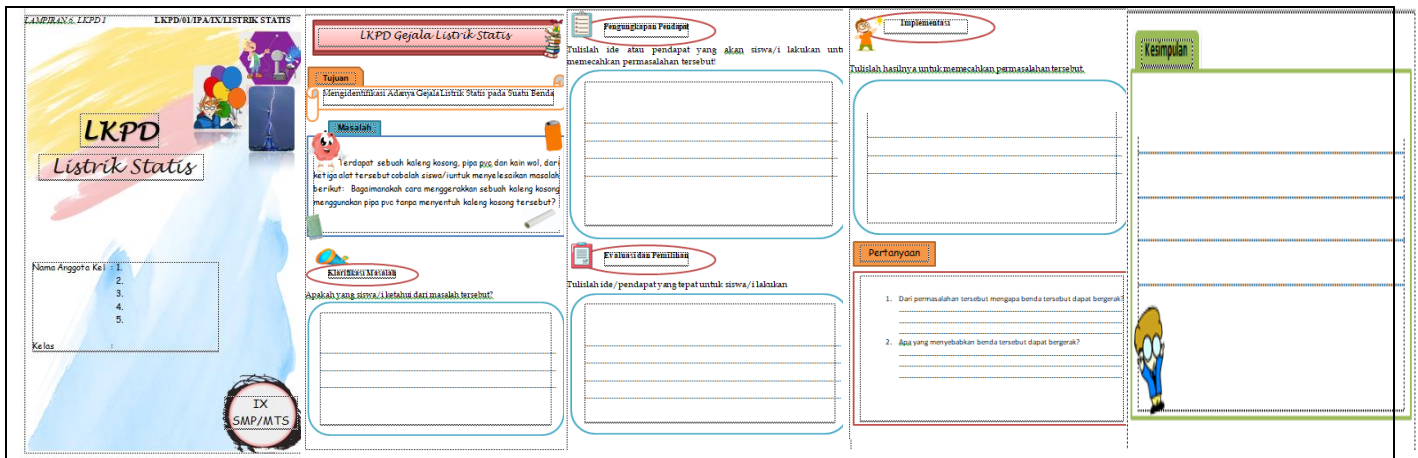 LAMPIRAN 6. LKPD 1
LKPD/01/IPA/IX/LISTRIK STATIS
LKPD
Listrik Statis
Nama Anggota Kel : 1.
2.
3.
4.
5.
Kelas :
IX
SMP/MTS
LKPD Gejala Listrik Statis
Tujuan
Mengidentifikasi Adanya Gejala Listrik Statis pada Suatu Benda
Masalah
Terdapat sebuah kaleng kosong, pipa pvc dan kain wol, dari
ketiga alat tersebut cobalah siswa/i untuk menyelesaikan masalah
berikut: Bagaimanakah cara menggerakkan sebuah kaleng kosong
menggunakan pipa pvc tanpa menyentuh kaleng kosong tersebut?
Klarifikasi Masalah
Apakah yang siswa/i ketahui dari masalah tersebut?
Pengungkapan Pendapat
Tulislah ide atau pendapat yang akan siswa/i lakukan unt
memecahkan permasalahan tersebut!
Evaluasi dan Pemilihan
Tulislah ide/pendapat yang tepat untuk siswa/i lakukan
Implementasi
Tulislah hasilnya untuk memecahkan permasalahan tersebut.
Pertanyaan
1. Dari permasalahan tersebut mengapa benda tersebut dapat bergerak?
2. Apa yang menyebabkan benda tersebut dapat bergerak?
Kesimpulan